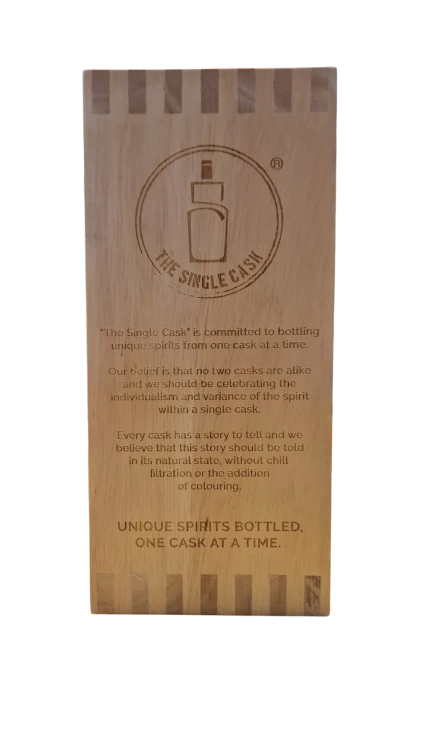 ®
THE SINGLE CASK
"The Single Cask" is committed to bottling
unique spirits from one cask at a time.
Our belief is that no two casks are alike
and we should be celebrating the
individualism and variance of the spirit
within a single cask.
Every cask has a story to tell and we
believe that this story should be told
in its natural state, without chill
filtration or the addition
of colouring.
UNIQUE SPIRITS BOTTLED,
ONE CASK AT A TIME.